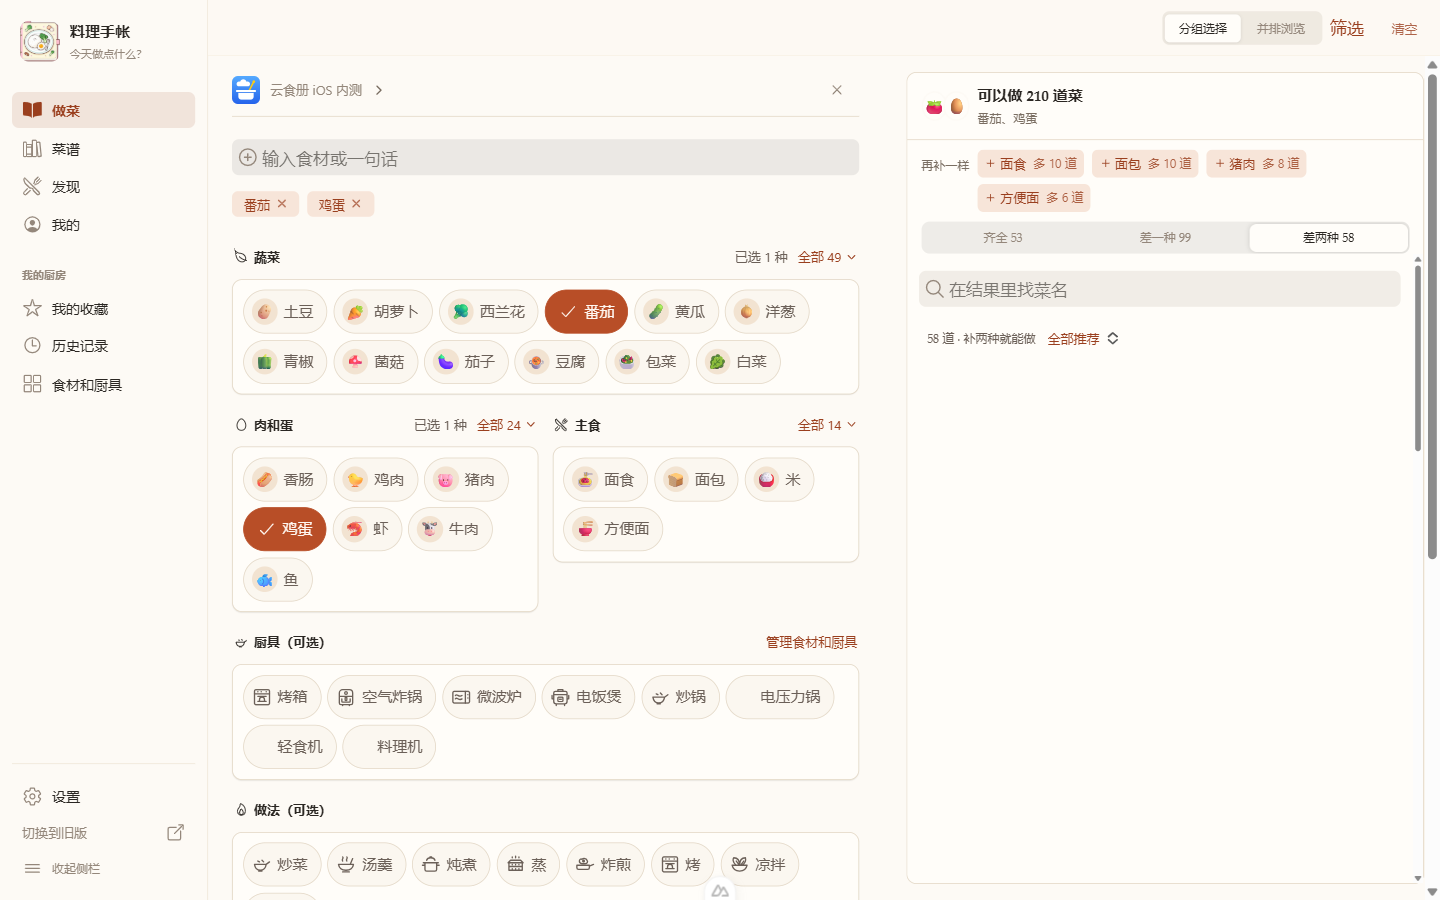 料理手帐
今天做点什么?
做菜
菜谱
发现
我的
我的厨房
我的收藏
历史记录
食材和厨具
设置
切换到旧版
收起侧栏
分组选择
并排浏览
筛选
清空
云食册 iOS 内测
输入食材或一句话
番茄
鸡蛋
蔬菜
已选 1 种 全部 49
土豆 胡萝卜 西兰花 番茄 黄瓜 洋葱
青椒 菌菇 茄子 豆腐 包菜 白菜
肉和蛋
已选 1 种 全部 24
香肠 鸡肉 猪肉
鸡蛋 虾 牛肉
鱼
主食
全部 14
面食 面包 米
方便面
厨具（可选）
管理食材和厨具
烤箱 空气炸锅 微波炉 电饭煲 炒锅 电压力锅
轻食机 料理机
做法（可选）
炒菜 汤羹 炖煮 蒸 炸煎 烤 凉拌
可以做 210 道菜
番茄、鸡蛋
再补一样
+ 面食 多 10 道
+ 面包 多 10 道
+ 猪肉 多 8 道
+ 方便面 多 6 道
齐全 53
差一种 99
差两种 58
在结果里找菜名
58 道 · 补两种就能做
全部推荐